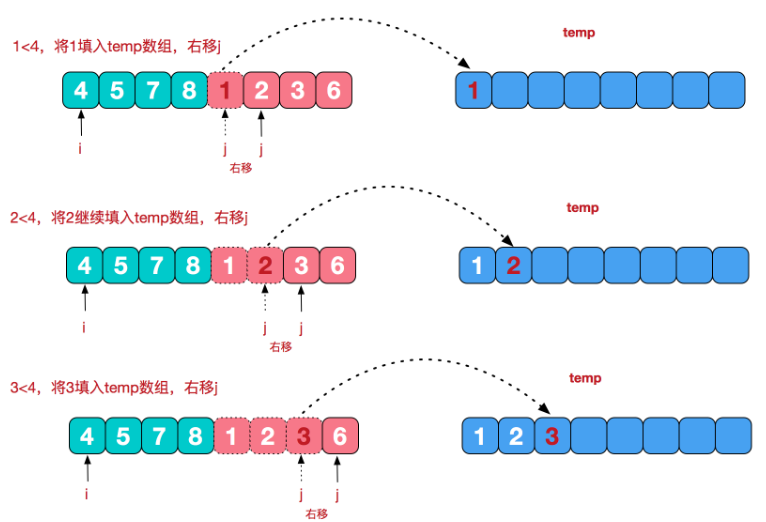 temp
1<4，将1填入temp数组，右移j
4 5 7 8 1 2 3 6
1
i j j
右移
temp
2<4，将2继续填入temp数组，右移j
4 5 7 8 1 2 3 6
1 2
i j j
右移
temp
3<4，将3填入temp数组，右移j
4 5 7 8 1 2 3 6
1 2 3
i j j
右移